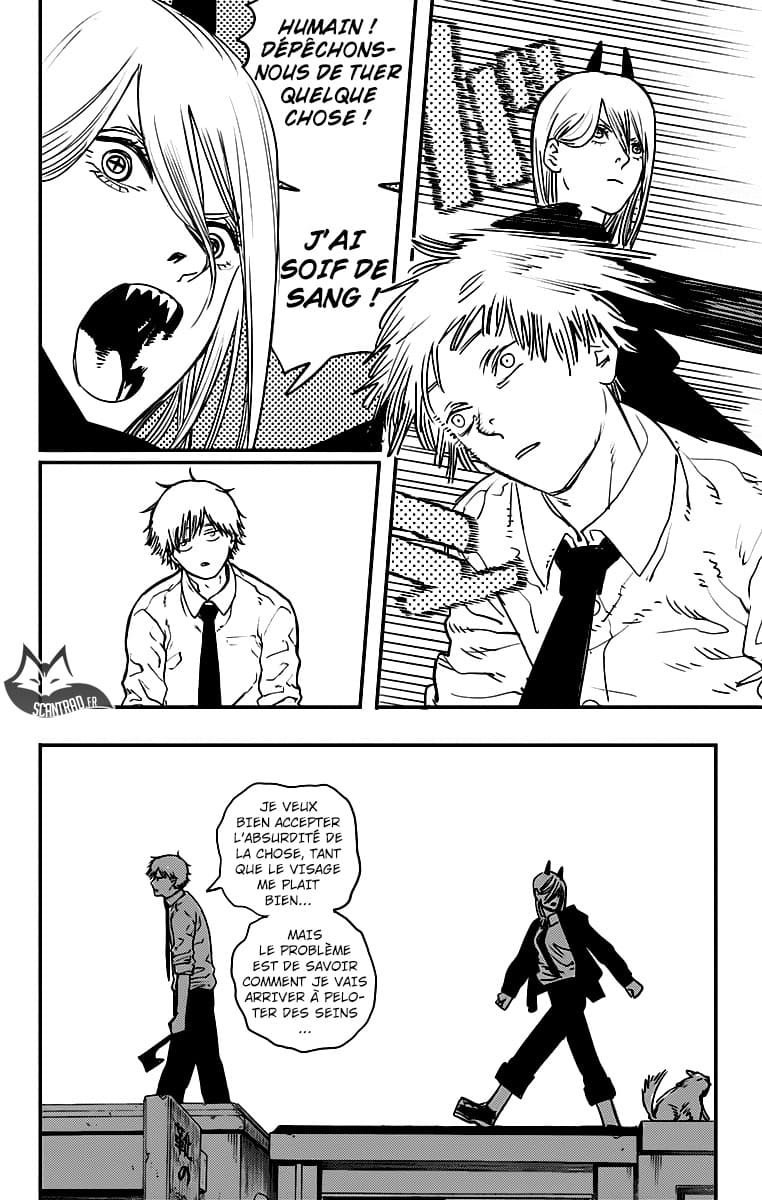 HUMAIN !
DÉPÊCHONS-
NOUS DE TUER
QUELQUE
CHOSE !
J'AI
SOIF DE
SANG !
SCANTRAD.FR
JE VEUX
BIEN ACCEPTER
L'ABSURDITÉ DE
LA CHOSE, TANT
QUE LE VISAGE
ME PLAIT
BIEN...
MAIS
LE PROBLÈME
EST DE SAVOIR
COMMENT JE VAIS
ARRIVER À PELO-
TER DES SEINS
...
靴の